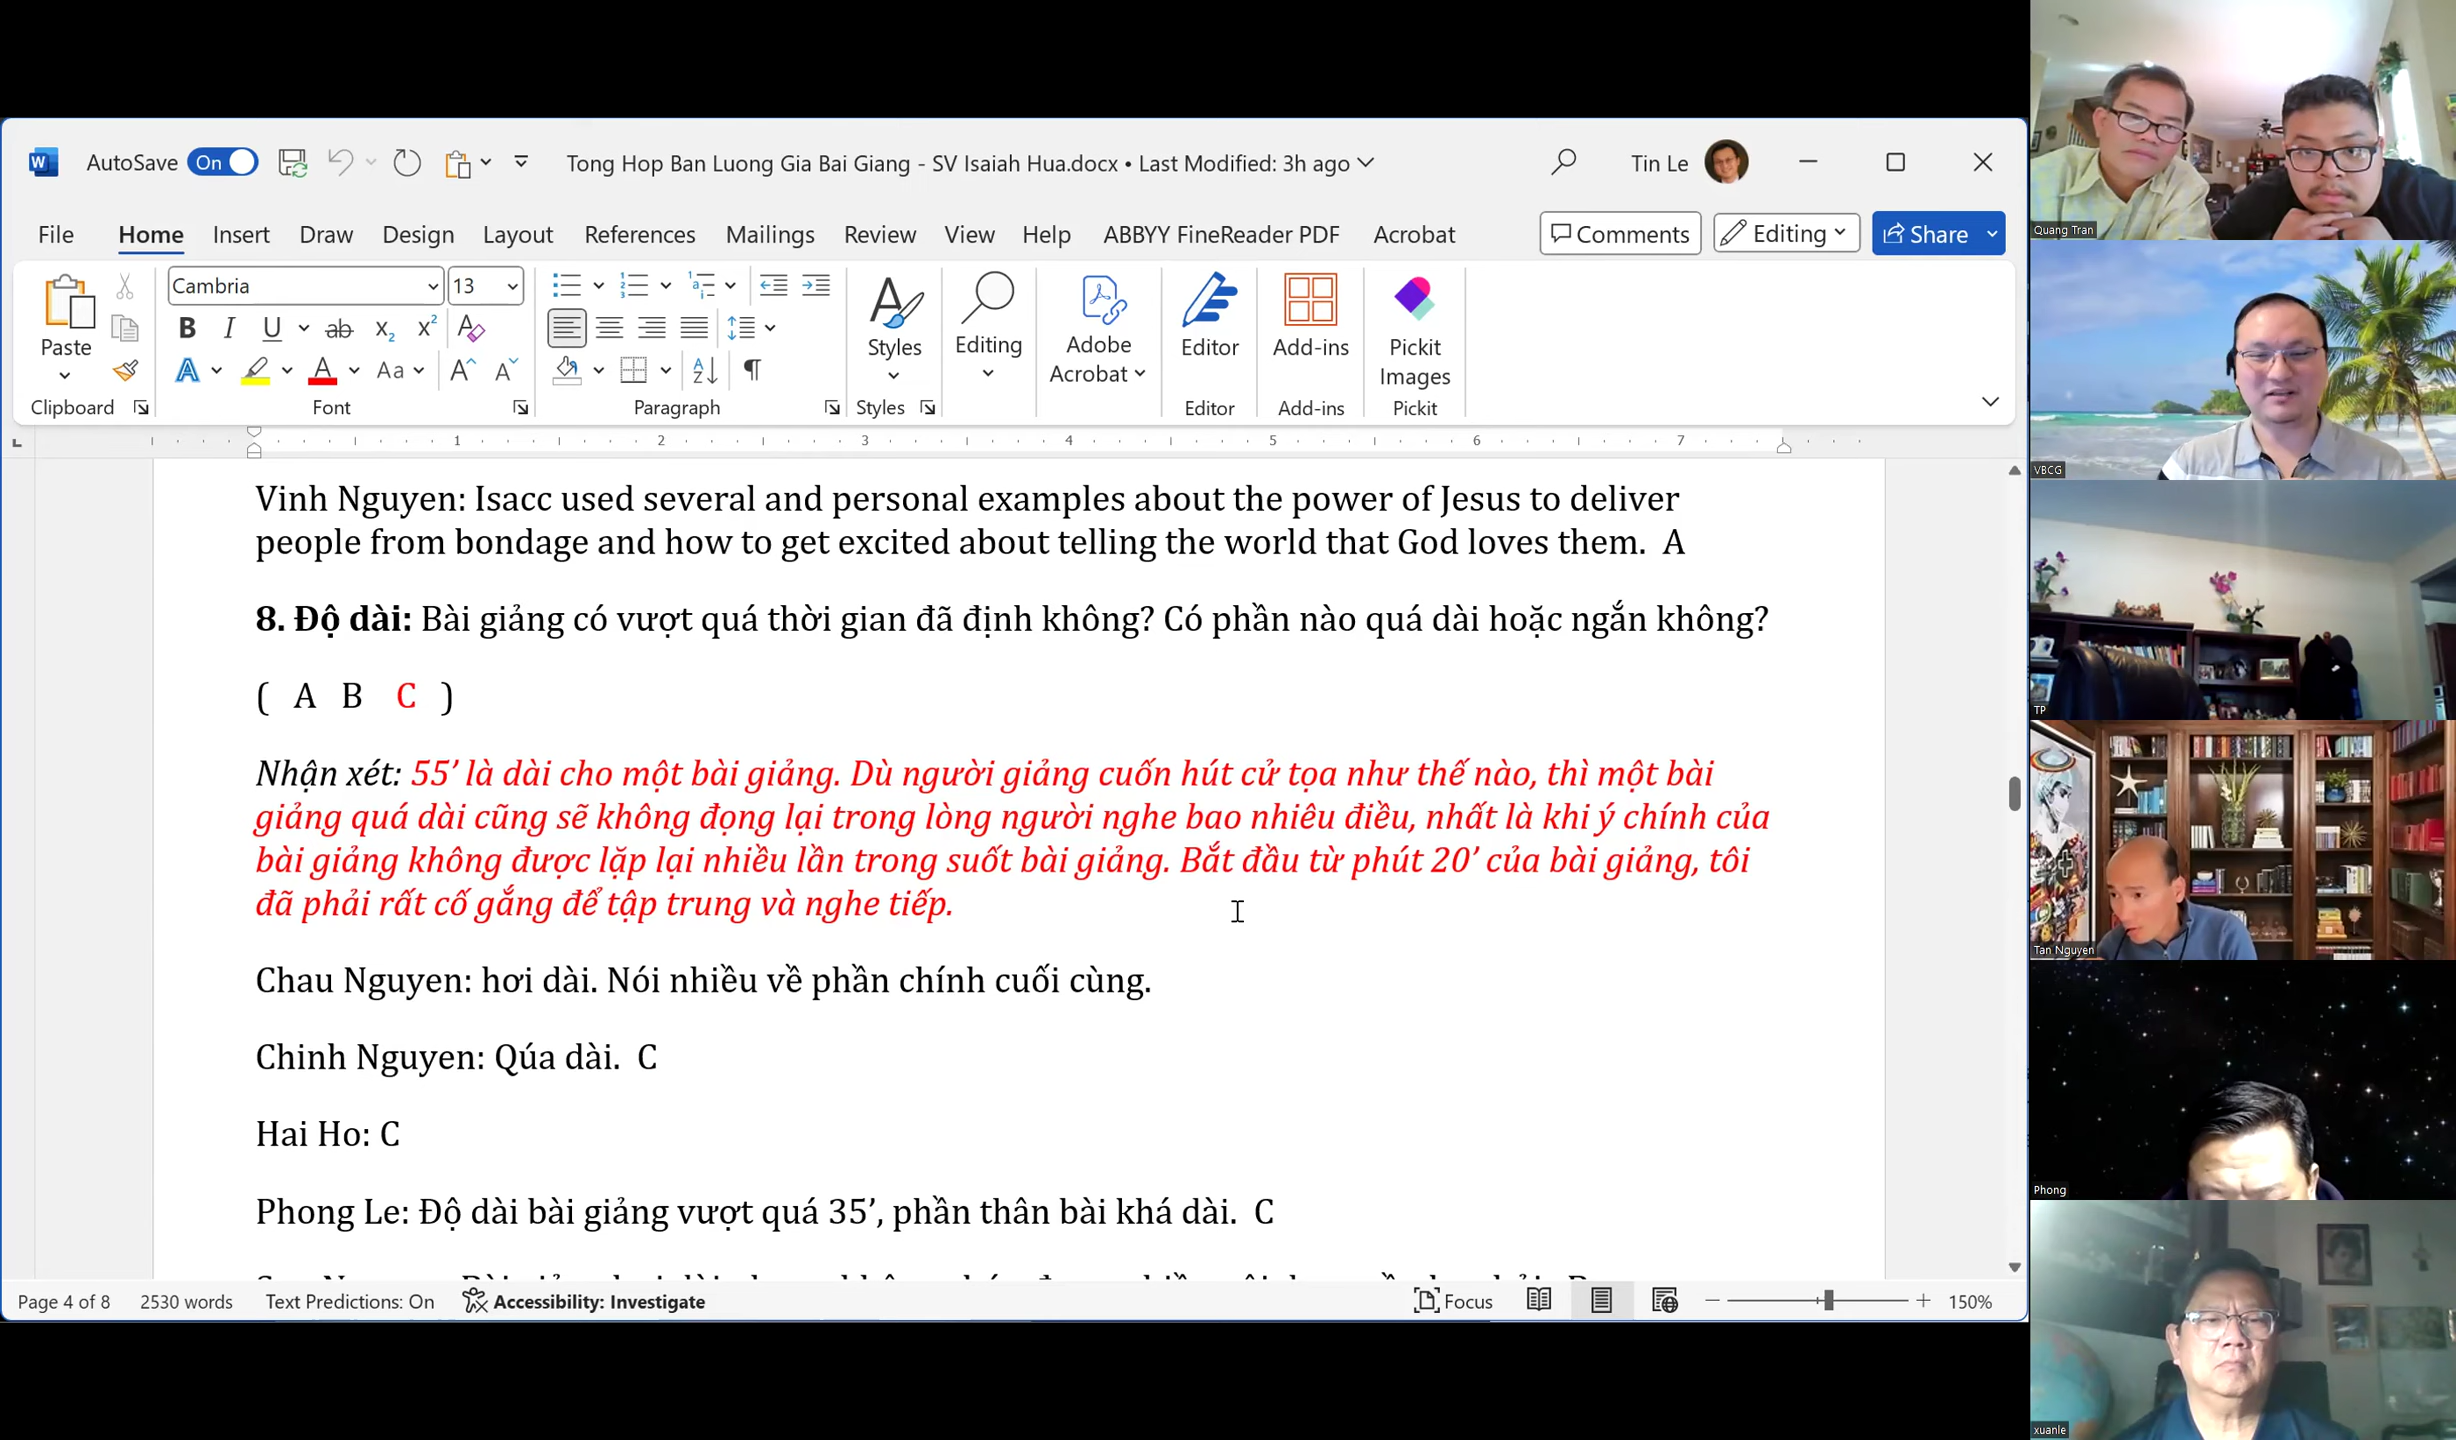 AutoSave On Tong Hop Ban Luong Gia Bai Giang - SV Isaiah Hua.docx • Last Modified: 3h ago Tin Le
File Home Insert Draw Design Layout References Mailings Review View Help ABBYY FineReader PDF Acrobat Comments Editing Share
Paste
Cambria 13
Styles
Editing
Adobe Acrobat
Editor
Add-ins
Pickit Images
Clipboard Font Paragraph Styles Editor Add-ins Pickit
1 2 3 4 5 6 7
Vinh Nguyen: Isacc used several and personal examples about the power of Jesus to deliver
people from bondage and how to get excited about telling the world that God loves them. A
8. Độ dài: Bài giảng có vượt quá thời gian đã định không? Có phần nào quá dài hoặc ngắn không?
( A B C )
Nhận xét: 55’ là dài cho một bài giảng. Dù người giảng cuốn hút cử tọa như thế nào, thì một bài
giảng quá dài cũng sẽ không đọng lại trong lòng người nghe bao nhiêu điều, nhất là khi ý chính của
bài giảng không được lặp lại nhiều lần trong suốt bài giảng. Bắt đầu từ phút 20’ của bài giảng, tôi
đã phải rất cố gắng để tập trung và nghe tiếp.
Chau Nguyen: hơi dài. Nói nhiều về phần chính cuối cùng.
Chinh Nguyen: Qúa dài. C
Hai Ho: C
Phong Le: Độ dài bài giảng vượt quá 35’, phần thân bài khá dài. C
Page 4 of 8 2530 words Text Predictions: On Accessibility: Investigate Focus 150%
Quang Tran
VBCG
TP
Tan Nguyen
Phong
xuanle